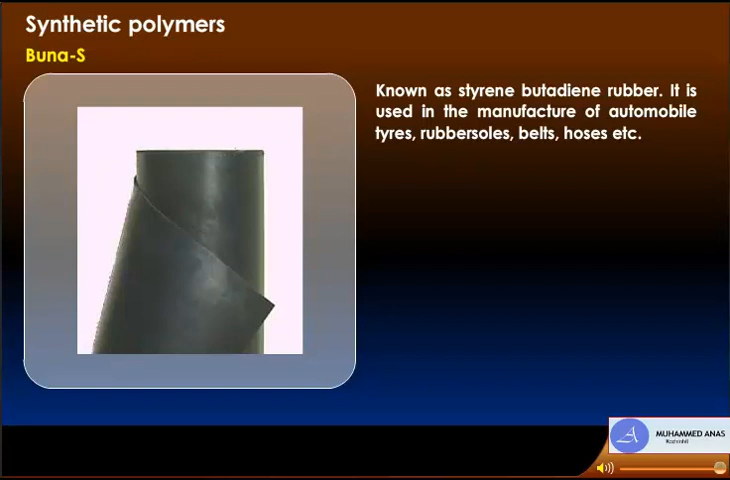 Synthetic polymers
Buna-S
Known as styrene butadiene rubber. It is
used in the manufacture of automobile
tyres, rubbersoles, belts, hoses etc.
MUHAMMED ANAS